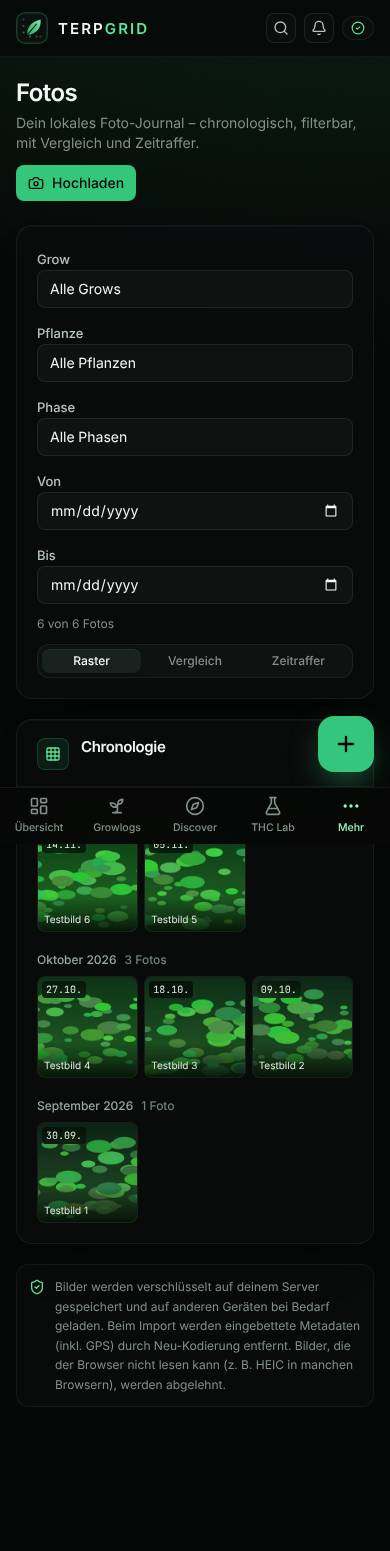 TERPGRID
Fotos
Dein lokales Foto-Journal – chronologisch, filterbar,
mit Vergleich und Zeitraffer.
Hochladen
Grow
Alle Grows
Pflanze
Alle Pflanzen
Phase
Alle Phasen
Von
mm/dd/yyyy
Bis
mm/dd/yyyy
6 von 6 Fotos
Raster Vergleich Zeitraffer
Chronologie
Übersicht Growlogs Discover THC Lab Mehr
14.11. 05.11.
Testbild 6 Testbild 5
Oktober 2026 3 Fotos
27.10. 18.10. 09.10.
Testbild 4 Testbild 3 Testbild 2
September 2026 1 Foto
30.09.
Testbild 1
Bilder werden verschlüsselt auf deinem Server
gespeichert und auf anderen Geräten bei Bedarf
geladen. Beim Import werden eingebettete Metadaten
(inkl. GPS) durch Neu-Kodierung entfernt. Bilder, die
der Browser nicht lesen kann (z. B. HEIC in manchen
Browsern), werden abgelehnt.